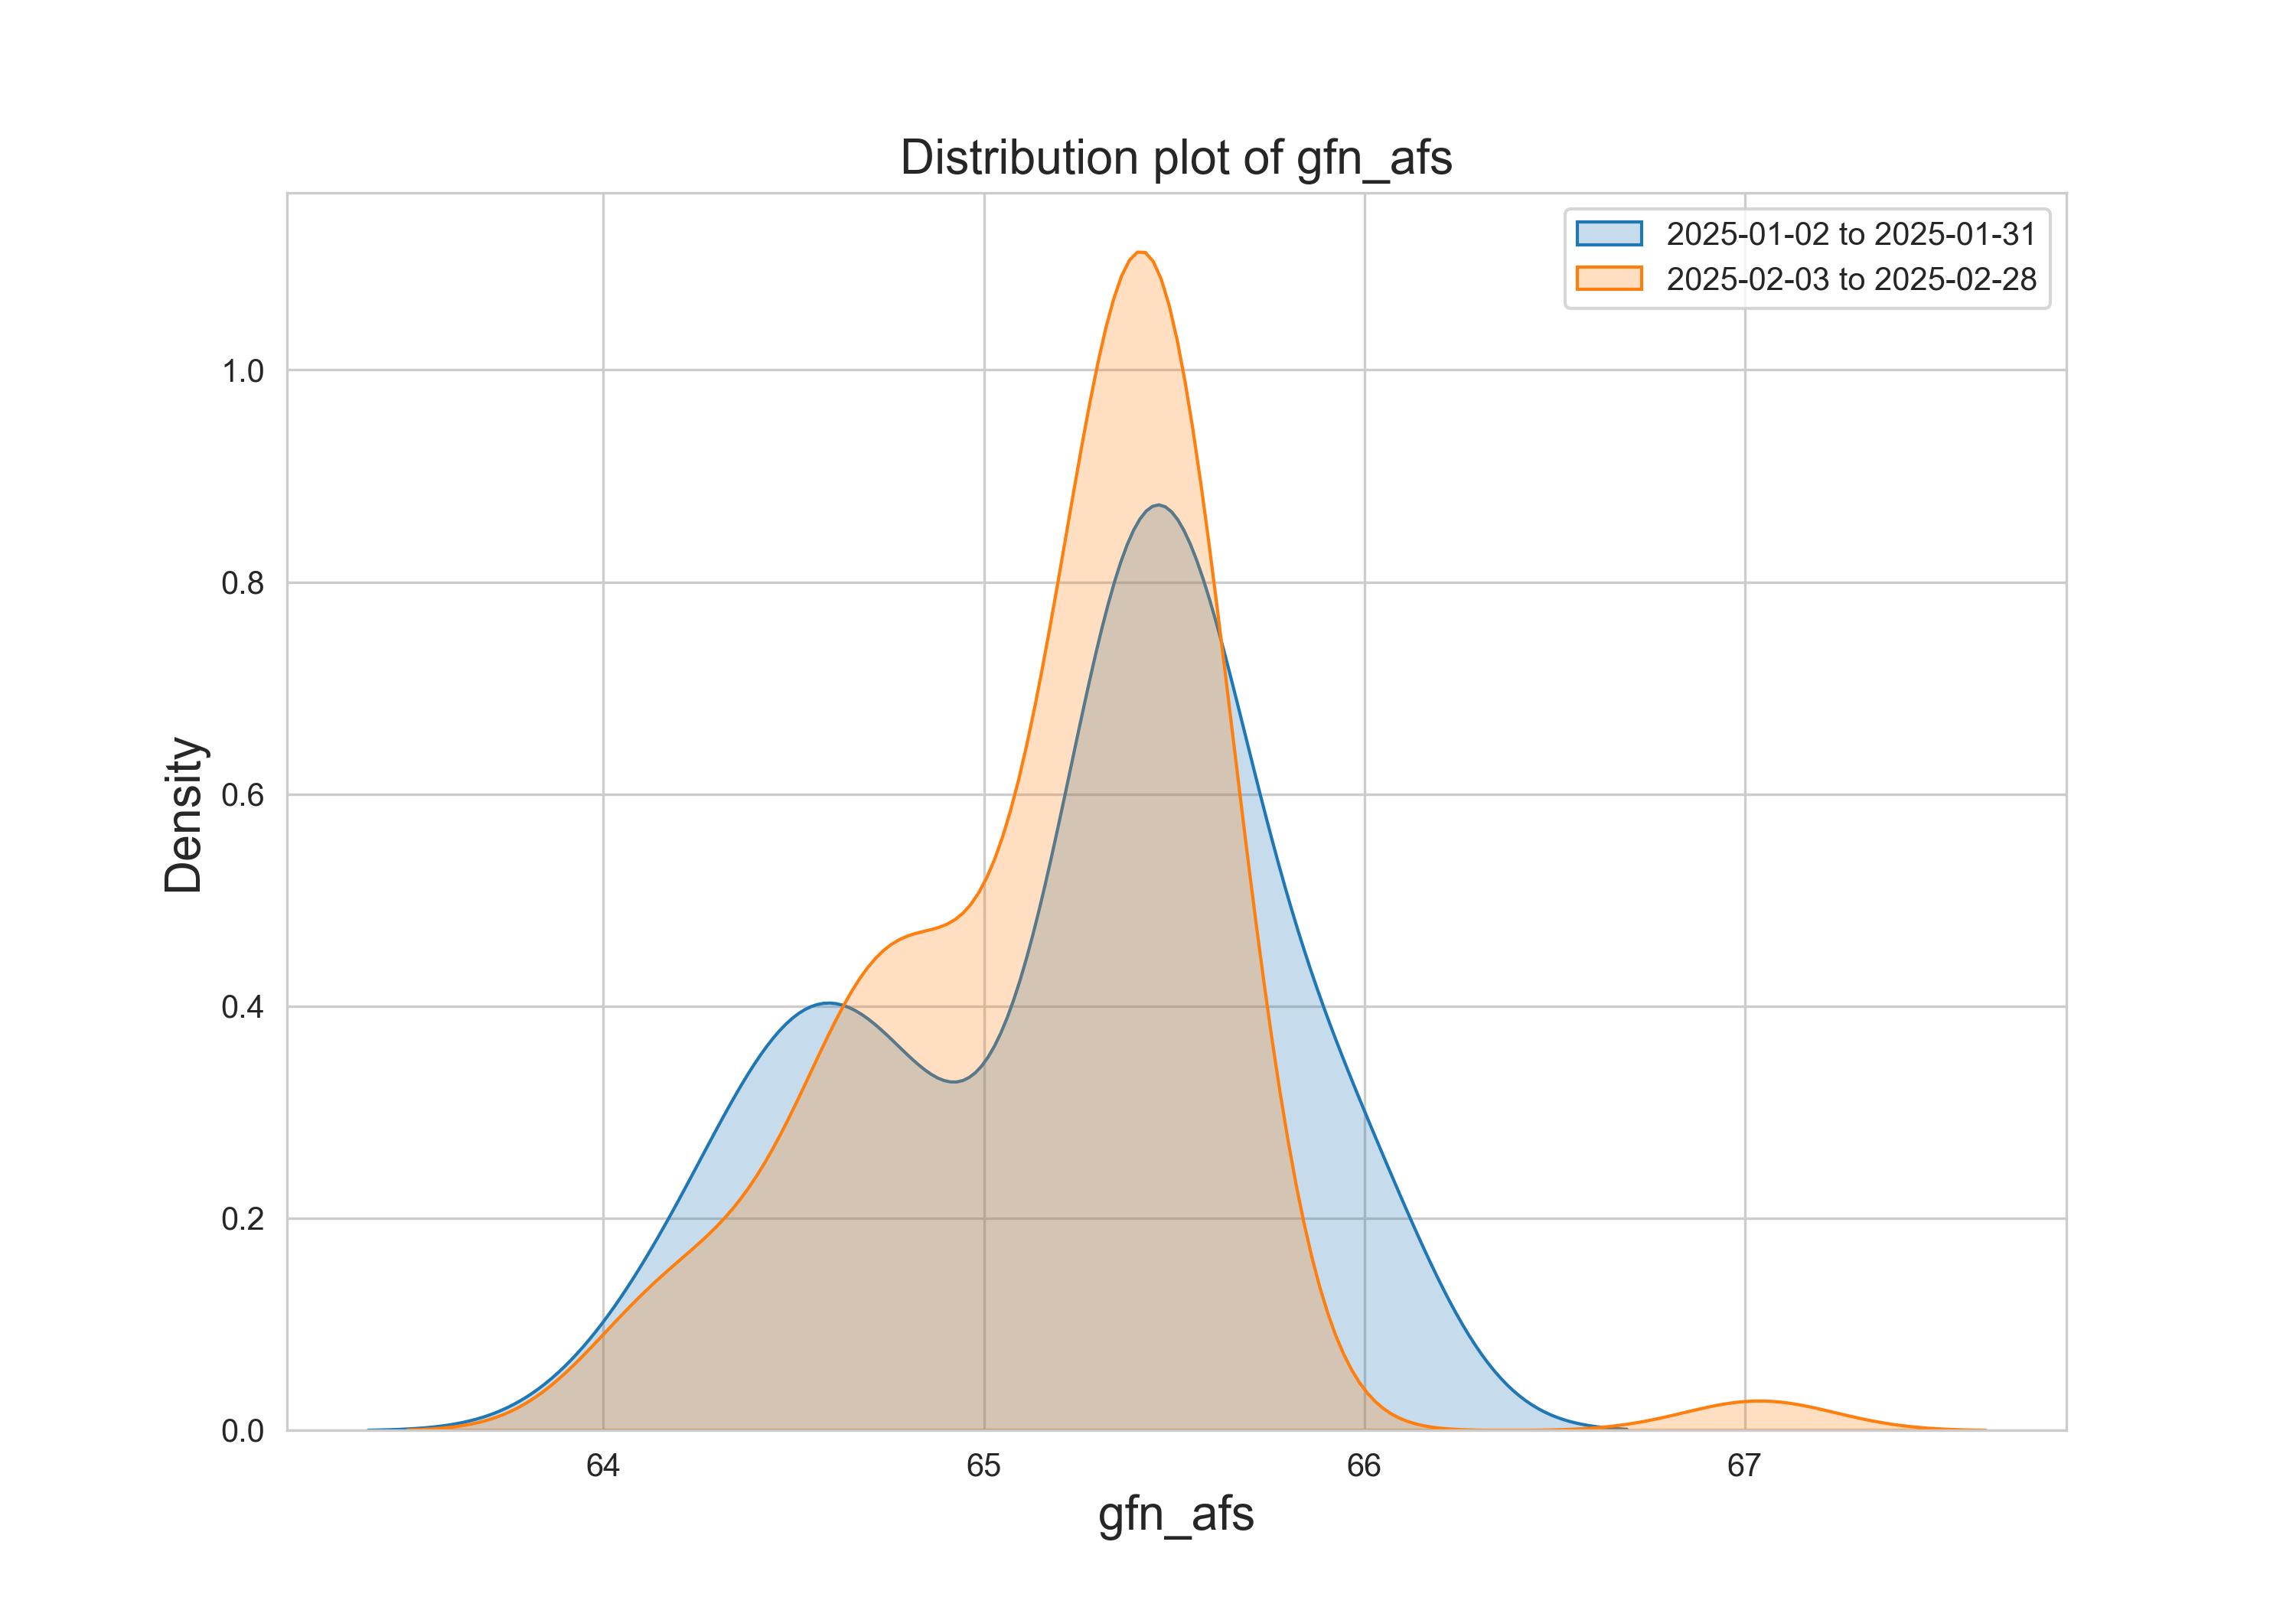 Distribution plot of gfn_afs
2025-01-02 to 2025-01-31
2025-02-03 to 2025-02-28
Density
1.0
0.8
0.6
0.4
0.2
0.0
64 65 66 67
gfn_afs